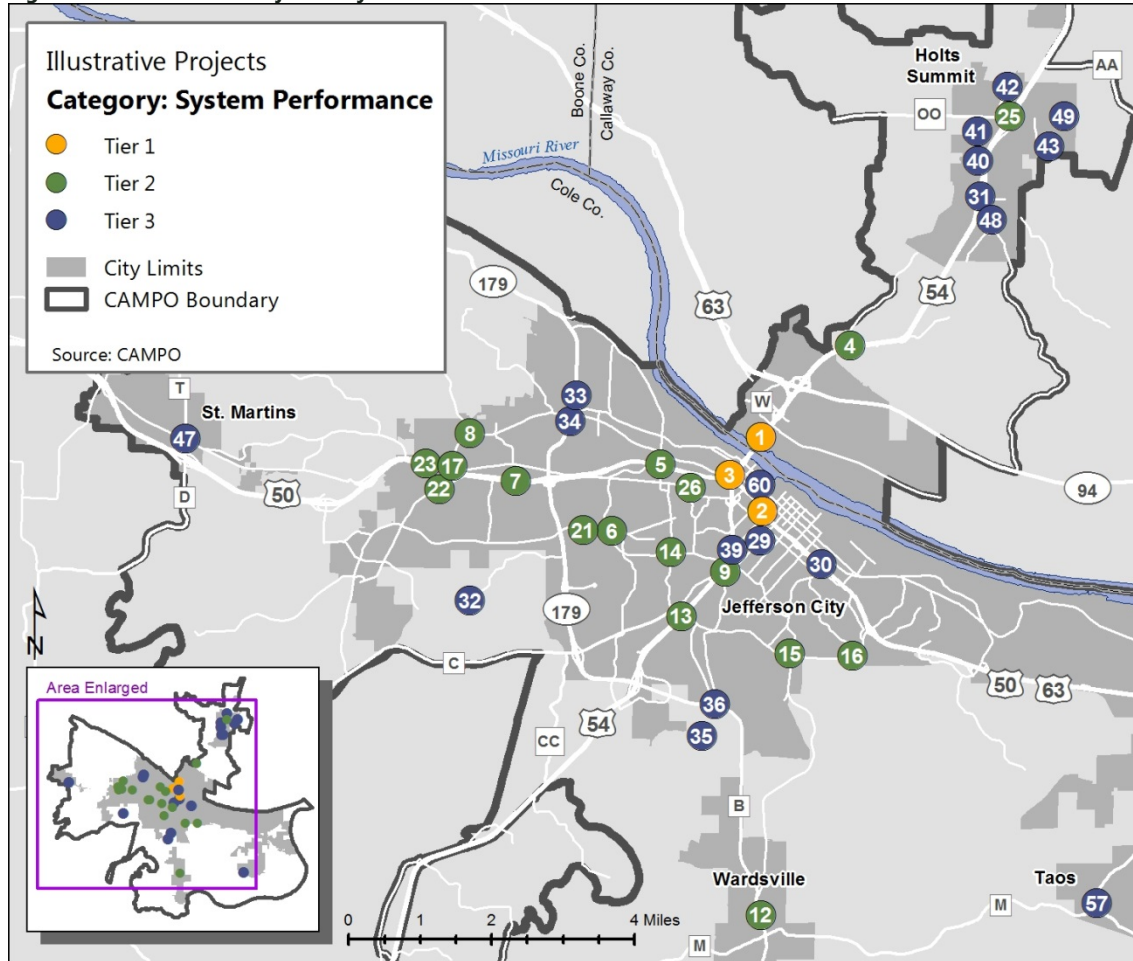 Illustrative Projects
Category: System Performance
Tier 1
Tier 2
Tier 3
City Limits
CAMPO Boundary
Source: CAMPO
Boone Co.
Callaway Co.
Missouri River
Cole Co.
Holts
Summit
AA
OO
42
25
49
41
43
40
31
48
54
63
179
4
W
T
St. Martins
47
D
50
33
34
8
23
17
22
7
5
26
3
1
60
2
94
21
6
14
39
29
9
30
Jefferson City
32
179
13
15
16
C
36
35
54
CC
50
63
B
Wardsville
12
M
M
Taos
57
N
Area Enlarged
0 1 2 4 Miles